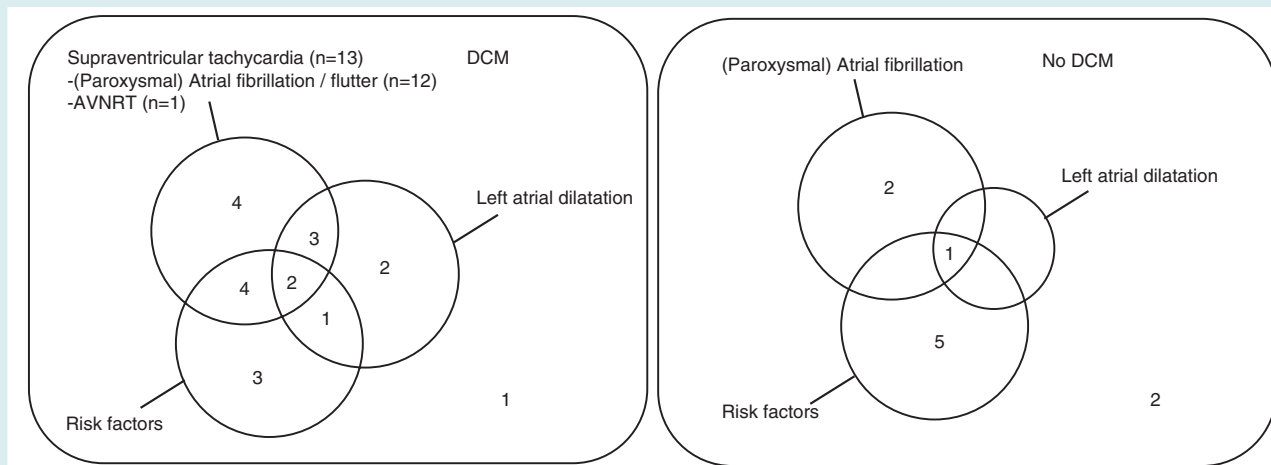 Supraventricular tachycardia (n=13)
DCM
-(Paroxysmal) Atrial fibrillation / flutter (n=12)
-AVNRT (n=1)
4
Left atrial dilatation
3
2
4
2
1
3
1
Risk factors
No DCM
(Paroxysmal) Atrial fibrillation
Left atrial dilatation
2
1
5
2
Risk factors